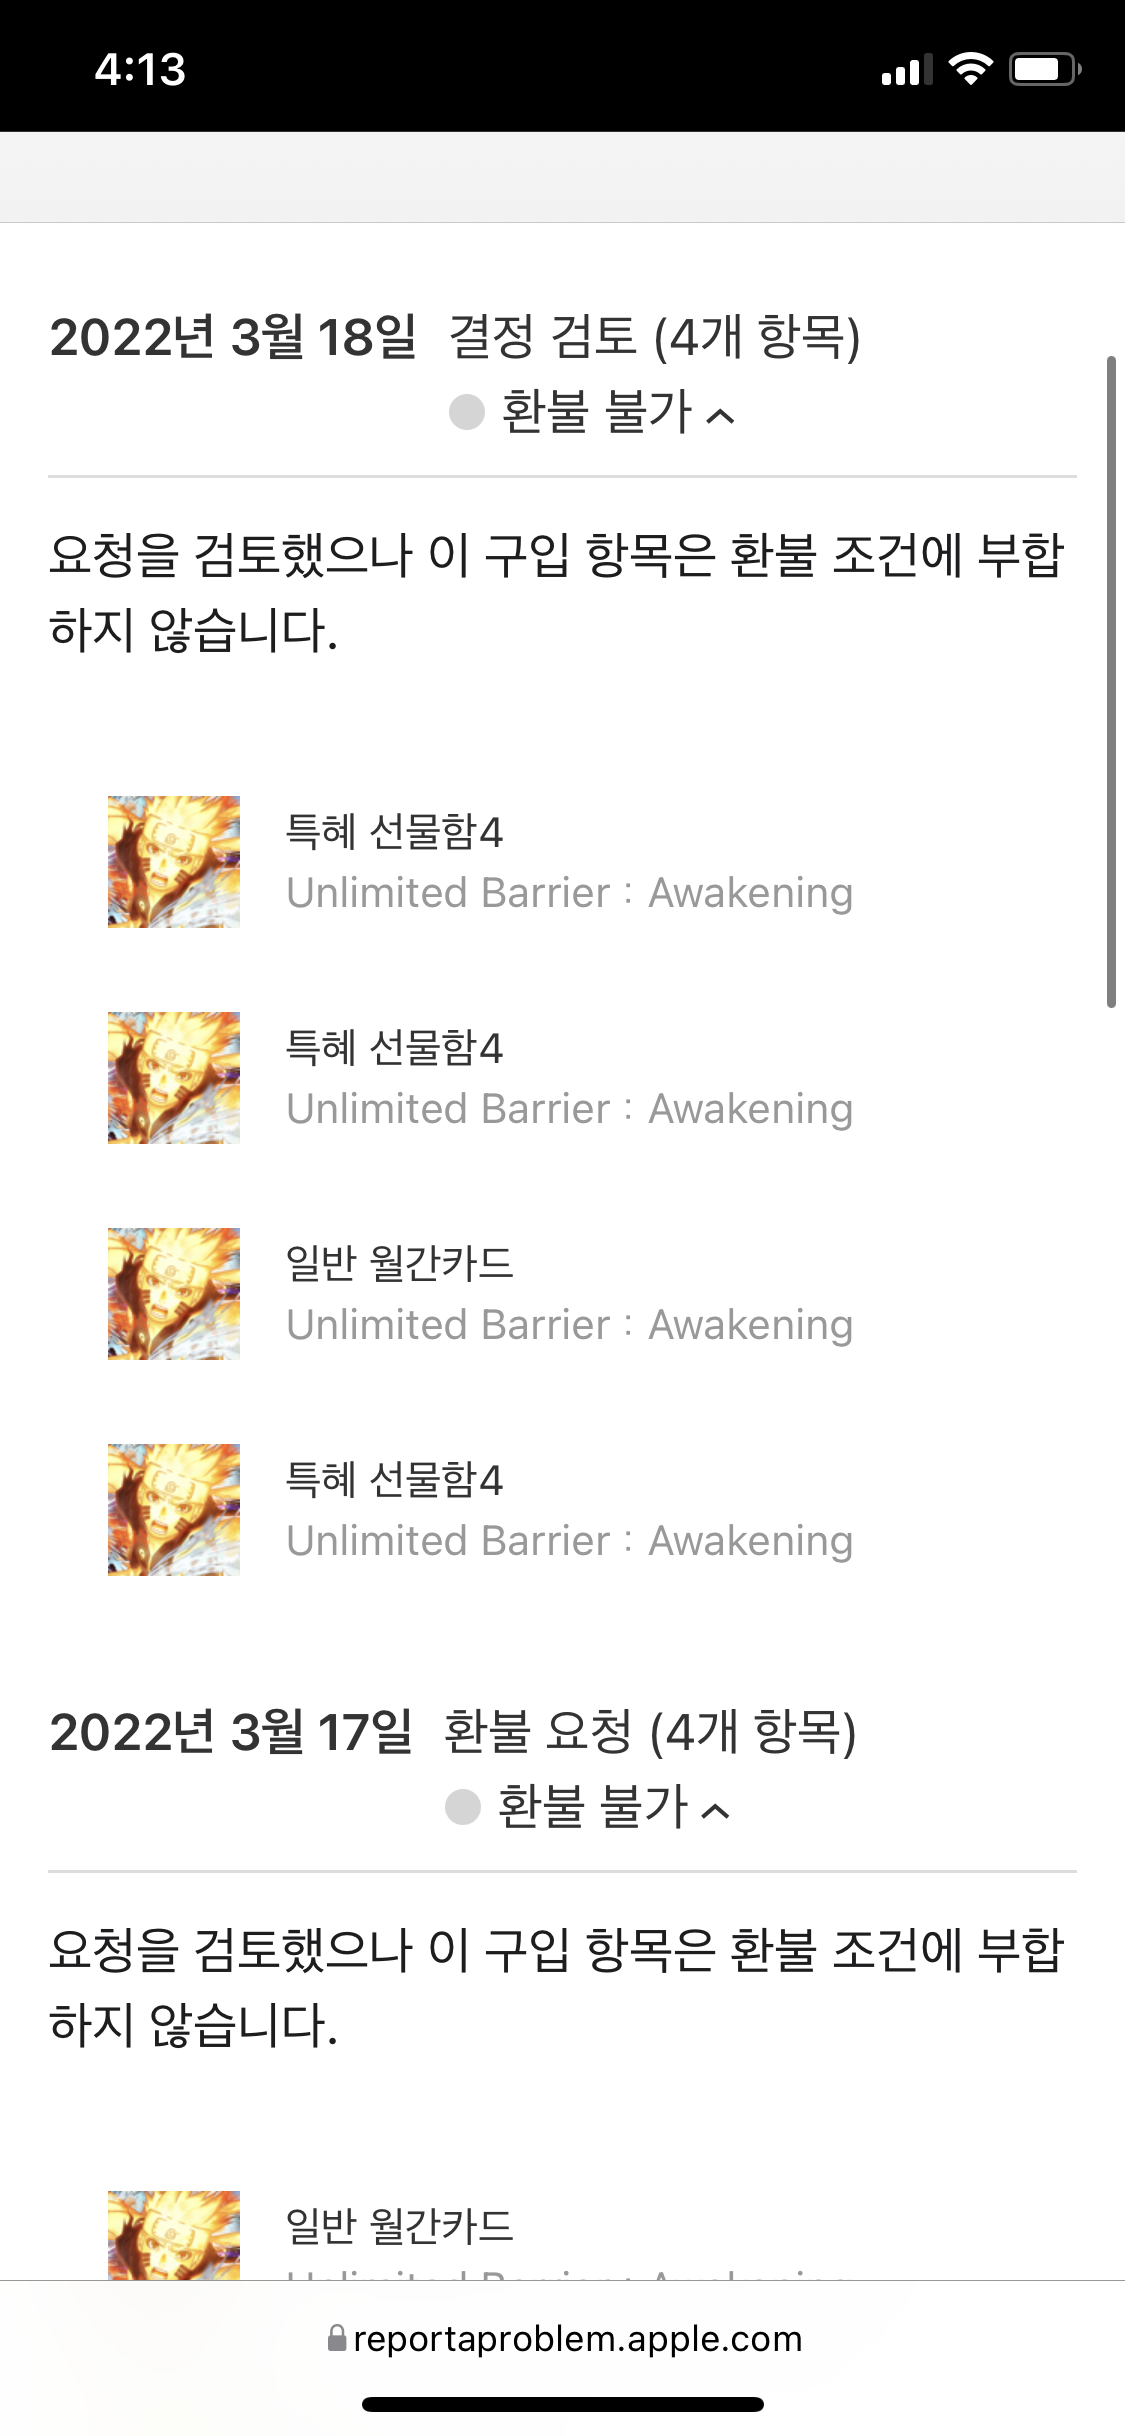 4:13
2022년 3월 18일 결정 검토 (4개 항목)
환불 불가
요청을 검토했으나 이 구입 항목은 환불 조건에 부합
하지 않습니다.
특혜 선물함4
Unlimited Barrier : Awakening
특혜 선물함4
Unlimited Barrier : Awakening
일반 월간카드
Unlimited Barrier : Awakening
특혜 선물함4
Unlimited Barrier : Awakening
2022년 3월 17일 환불 요청 (4개 항목)
환불 불가
요청을 검토했으나 이 구입 항목은 환불 조건에 부합
하지 않습니다.
일반 월간카드
Unlimited Barrier : Awakening
reportaproblem.apple.com